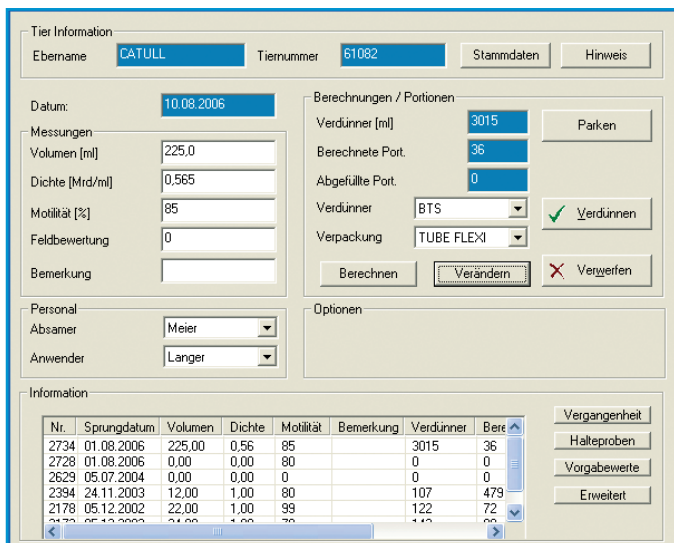 Tier Information
Ebername CATULL Tiernummer 61082 Stammdaten Hinweis
Datum: 10.08.2006
Messungen
Volumen [ml] 225,0
Dichte [Mrd/ml] 0,565
Motilität [%] 85
Feldbewertung 0
Bemerkung
Berechnungen / Portionen
Verdünner [ml] 3015 Parken
Berechnete Port. 36
Abgefüllte Port. 0
Verdünner BTS Verdünnen
Verpackung TUBE FLEXI
Berechnen Verändern Verwerfen
Personal
Absamer Meier
Anwender Langer
Optionen
Information
Nr. Sprungdatum Volumen Dichte Motilität Bemerkung Verdünner Bere
2734 01.08.2006 225,00 0,56 85 3015 36
2728 01.08.2006 0,00 0,00 80 0 0
2629 05.07.2004 0,00 0,00 0 0 0
2394 24.11.2003 12,00 1,00 80 107 479
2178 05.12.2002 22,00 1,00 99 122 72
Vergangenheit
Halteproben
Vorgabewerte
Erweitert